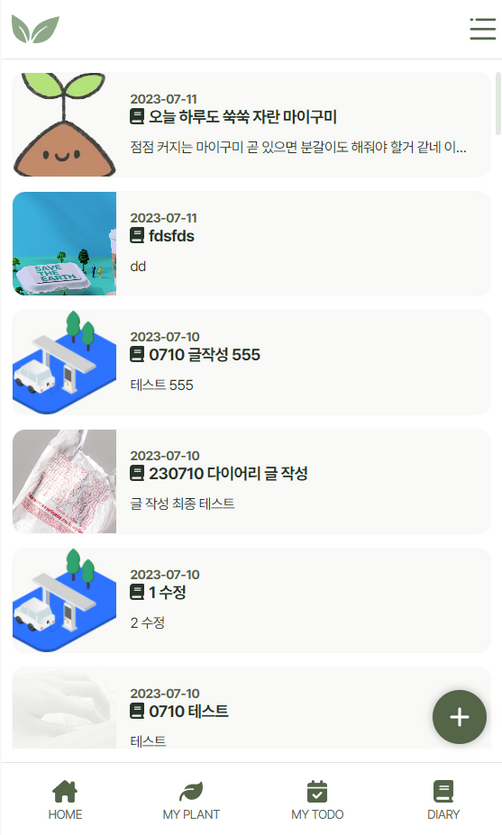 2023-07-11
오늘 하루도 쑥쑥 자란 마이구미
점점 커지는 마이구미 곧 있으면 분갈이도 해줘야 할거 같네 이...
2023-07-11
fdsfds
SAVE
THE
EARTH
dd
2023-07-10
0710 글작성 555
테스트 555
2023-07-10
230710 다이어리 글 작성
글 작성 최종 테스트
2023-07-10
1 수정
2 수정
2023-07-10
0710 테스트
테스트
HOME
MY PLANT
MY TODO
DIARY